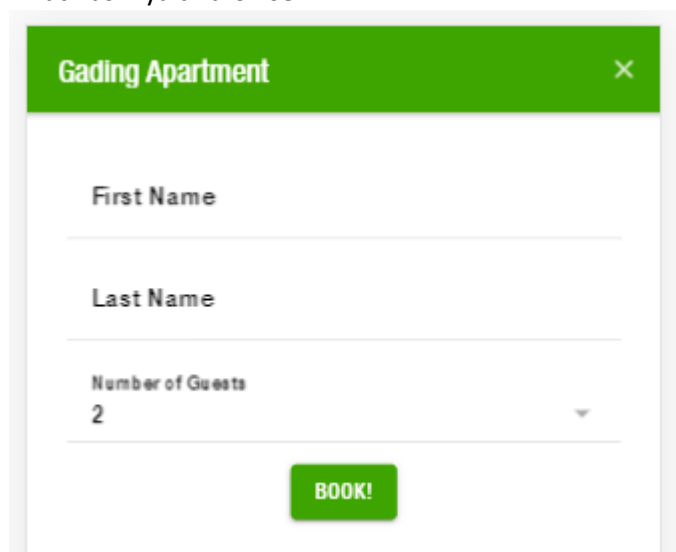 Gading Apartment ×
First Name
Last Name
Number of Guests
2
BOOK!